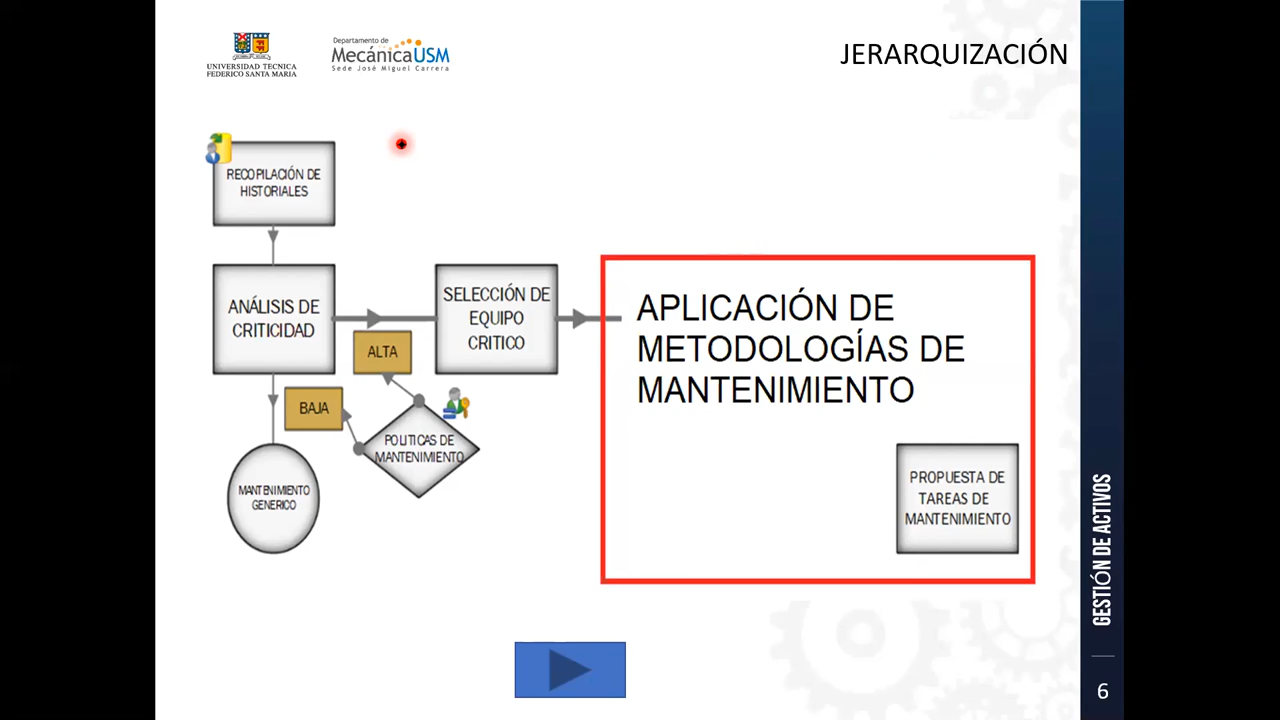 UNIVERSIDAD TECNICA
FEDERICO SANTA MARIA
Departamento de
MecánicaUSM
Sede José Miguel Carrera
JERARQUIZACIÓN
RECOPILACIÓN DE
HISTORIALES
ANÁLISIS DE
CRITICIDAD
SELECCIÓN DE
EQUIPO
CRITICO
ALTA
BAJA
POLITICAS DE
MANTENIMIENTO
MANTENIMIENTO
GENERICO
APLICACIÓN DE
METODOLOGÍAS DE
MANTENIMIENTO
PROPUESTA DE
TAREAS DE
MANTENIMIENTO
GESTIÓN DE ACTIVOS
6